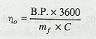 η_o = B.P. × 3600 / m_f × C